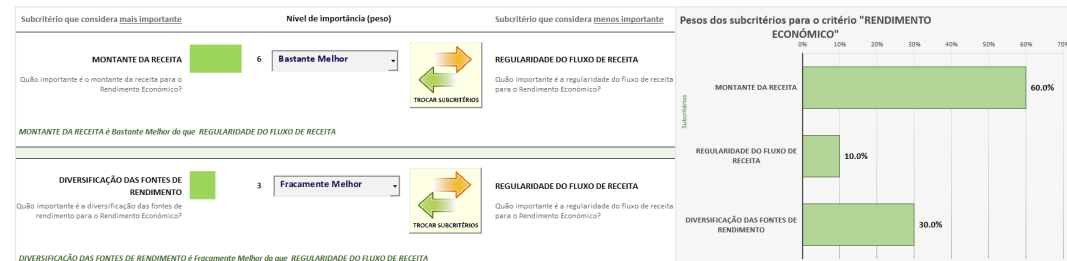 Subcritério que considera mais importante
Nível de importância (peso)
Subcritério que considera menos importante
MONTANTE DA RECEITA
6
Bastante Melhor
REGULARIDADE DO FLUXO DE RECEITA
Quão importante é o montante da receita para o
Rendimento Económico?
TROCAR SUBCRITÉRIOS
Quão importante é a regularidade do fluxo de receita
para o Rendimento Económico?
MONTANTE DA RECEITA é Bastante Melhor do que REGULARIDADE DO FLUXO DE RECEITA
DIVERSIFICAÇÃO DAS FONTES DE
RENDIMENTO
3
Fracamente Melhor
REGULARIDADE DO FLUXO DE RECEITA
Quão importante é a diversificação das fontes de
rendimento para o Rendimento Económico?
TROCAR SUBCRITÉRIOS
Quão importante é a regularidade do fluxo de receita
para o Rendimento Económico?
DIVERSIFICAÇÃO DAS FONTES DE RENDIMENTO é Fracamente Melhor do que REGULARIDADE DO FLUXO DE RECEITA
Pesos dos subcritérios para o critério "RENDIMENTO
ECONÓMICO"
0% 10% 20% 30% 40% 50% 60% 70%
Subcritérios
MONTANTE DA RECEITA
60.0%
REGULARIDADE DO FLUXO DE
RECEITA
10.0%
DIVERSIFICAÇÃO DAS FONTES DE
RENDIMENTO
30.0%